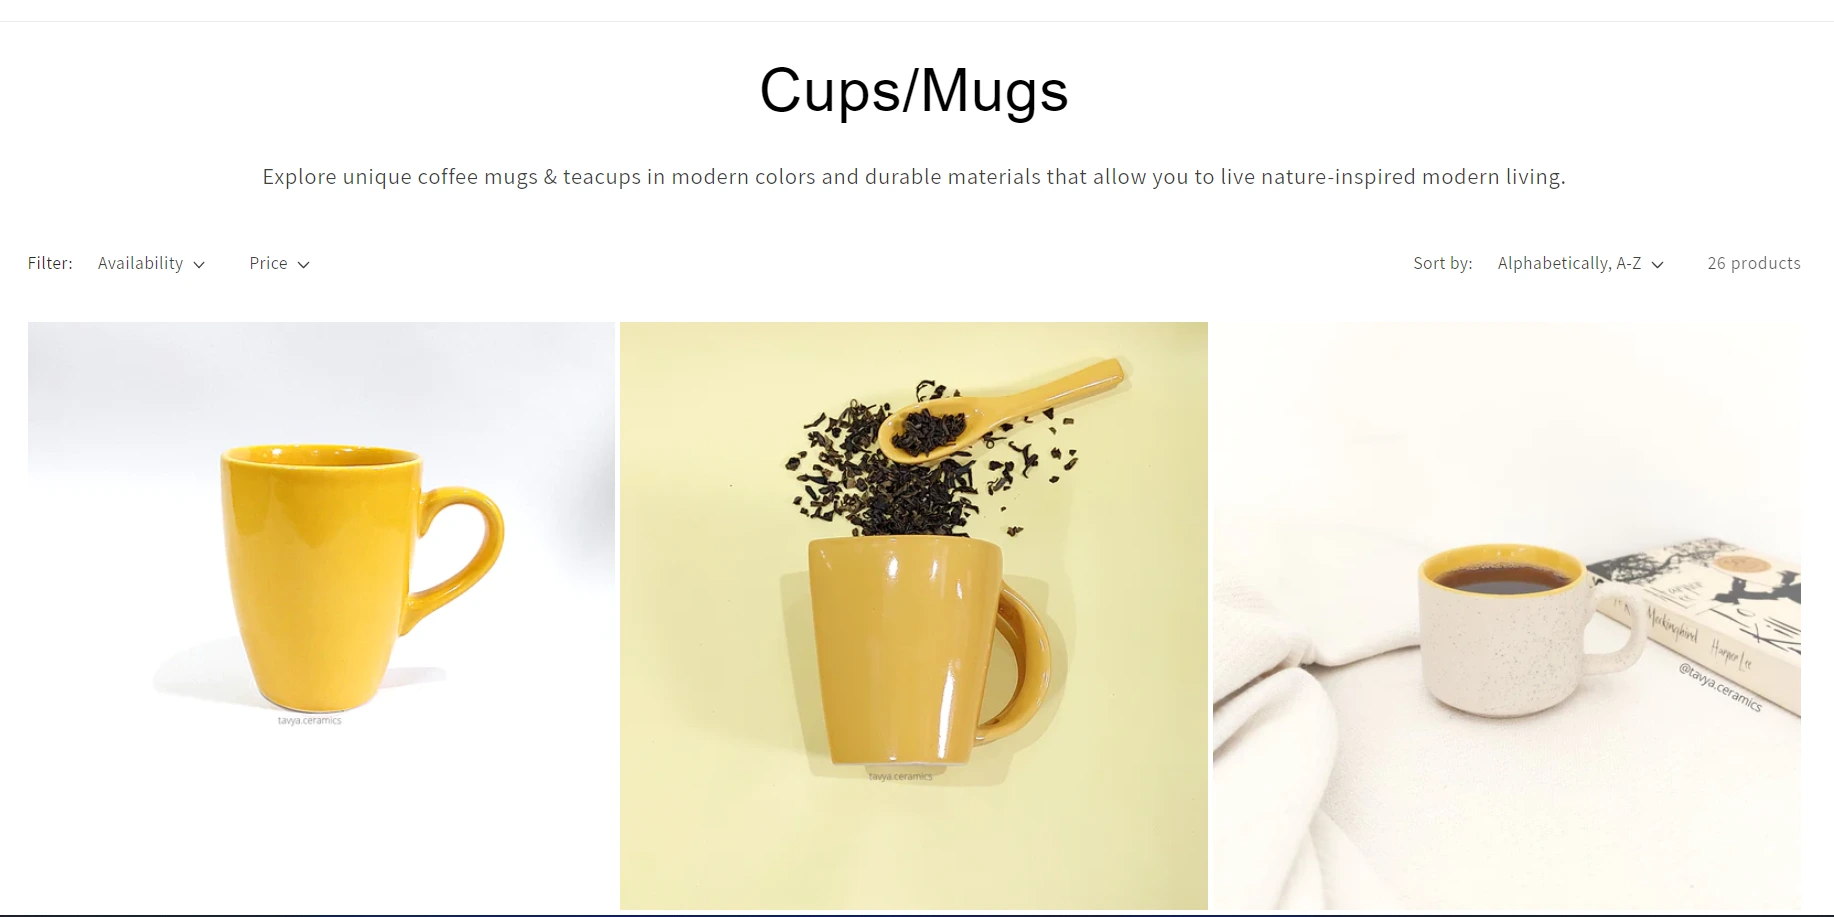 Cups/Mugs
Explore unique coffee mugs & teacups in modern colors and durable materials that allow you to live nature-inspired modern living.
Filter: Availability Price Sort by: Alphabetically, A-Z 26 products
tavya.ceramics
tavya.ceramics
Mockingbird Harper Lee
@tavya.ceramics